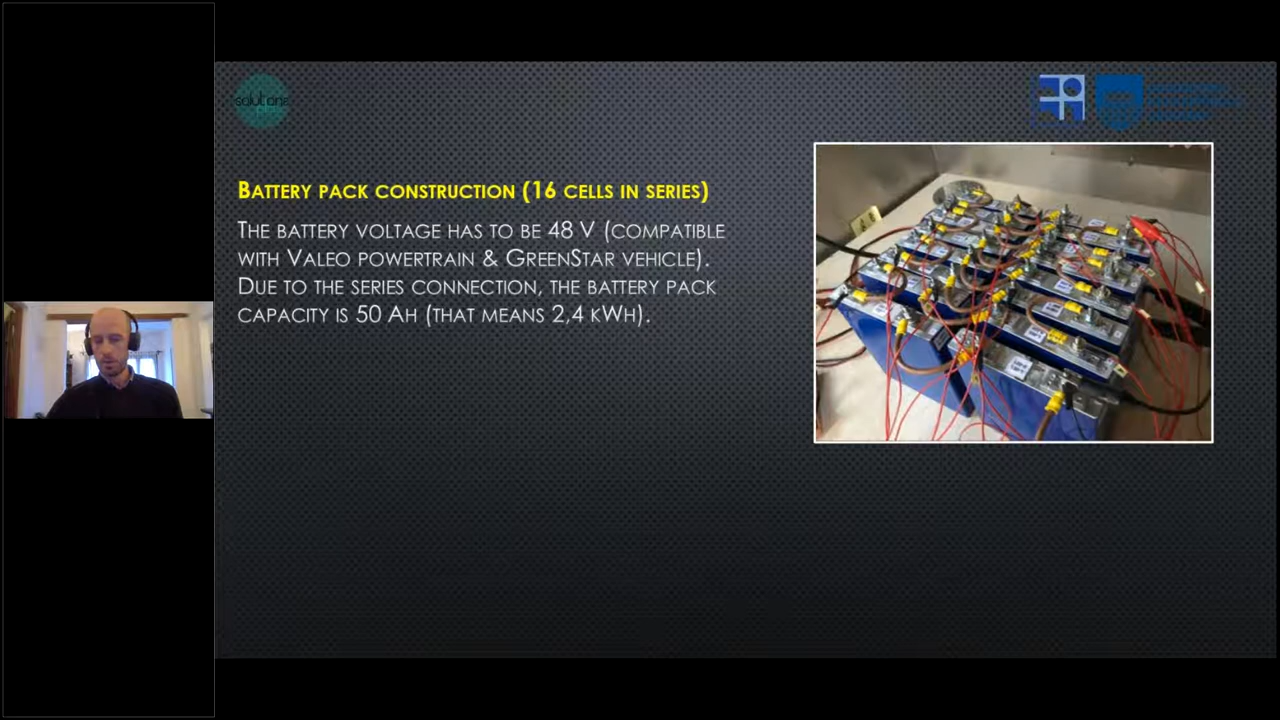 solutions
BATTERY PACK CONSTRUCTION (16 CELLS IN SERIES)
THE BATTERY VOLTAGE HAS TO BE 48 V (COMPATIBLE
WITH VALEO POWERTRAIN & GREENSTAR VEHICLE).
DUE TO THE SERIES CONNECTION, THE BATTERY PACK
CAPACITY IS 50 AH (THAT MEANS 2,4 KWH).